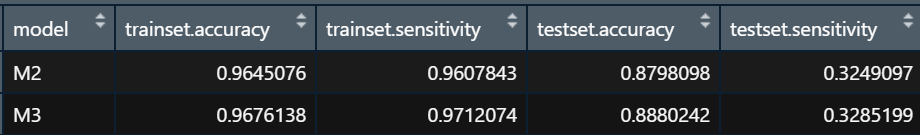 model trainset.accuracy trainset.sensitivity testset.accuracy testset.sensitivity
M2 0.9645076 0.9607843 0.8798098 0.3249097
M3 0.9676138 0.9712074 0.8880242 0.3285199